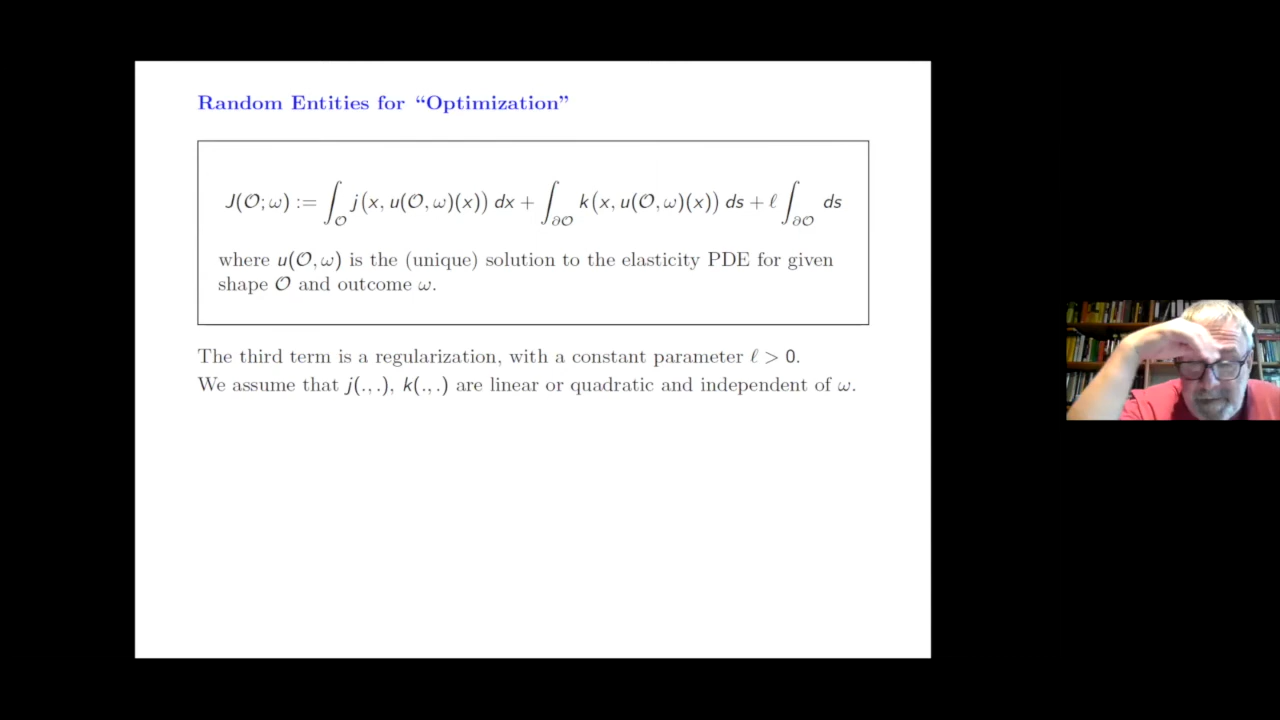 Random Entities for “Optimization”
J(𝒪; ω) := ∫_𝒪 j(x, u(𝒪, ω)(x)) dx + ∫_∂𝒪 k(x, u(𝒪, ω)(x)) ds + ℓ ∫_∂𝒪 ds
where u(𝒪, ω) is the (unique) solution to the elasticity PDE for given
shape 𝒪 and outcome ω.
The third term is a regularization, with a constant parameter ℓ > 0.
We assume that j(., .), k(., .) are linear or quadratic and independent of ω.